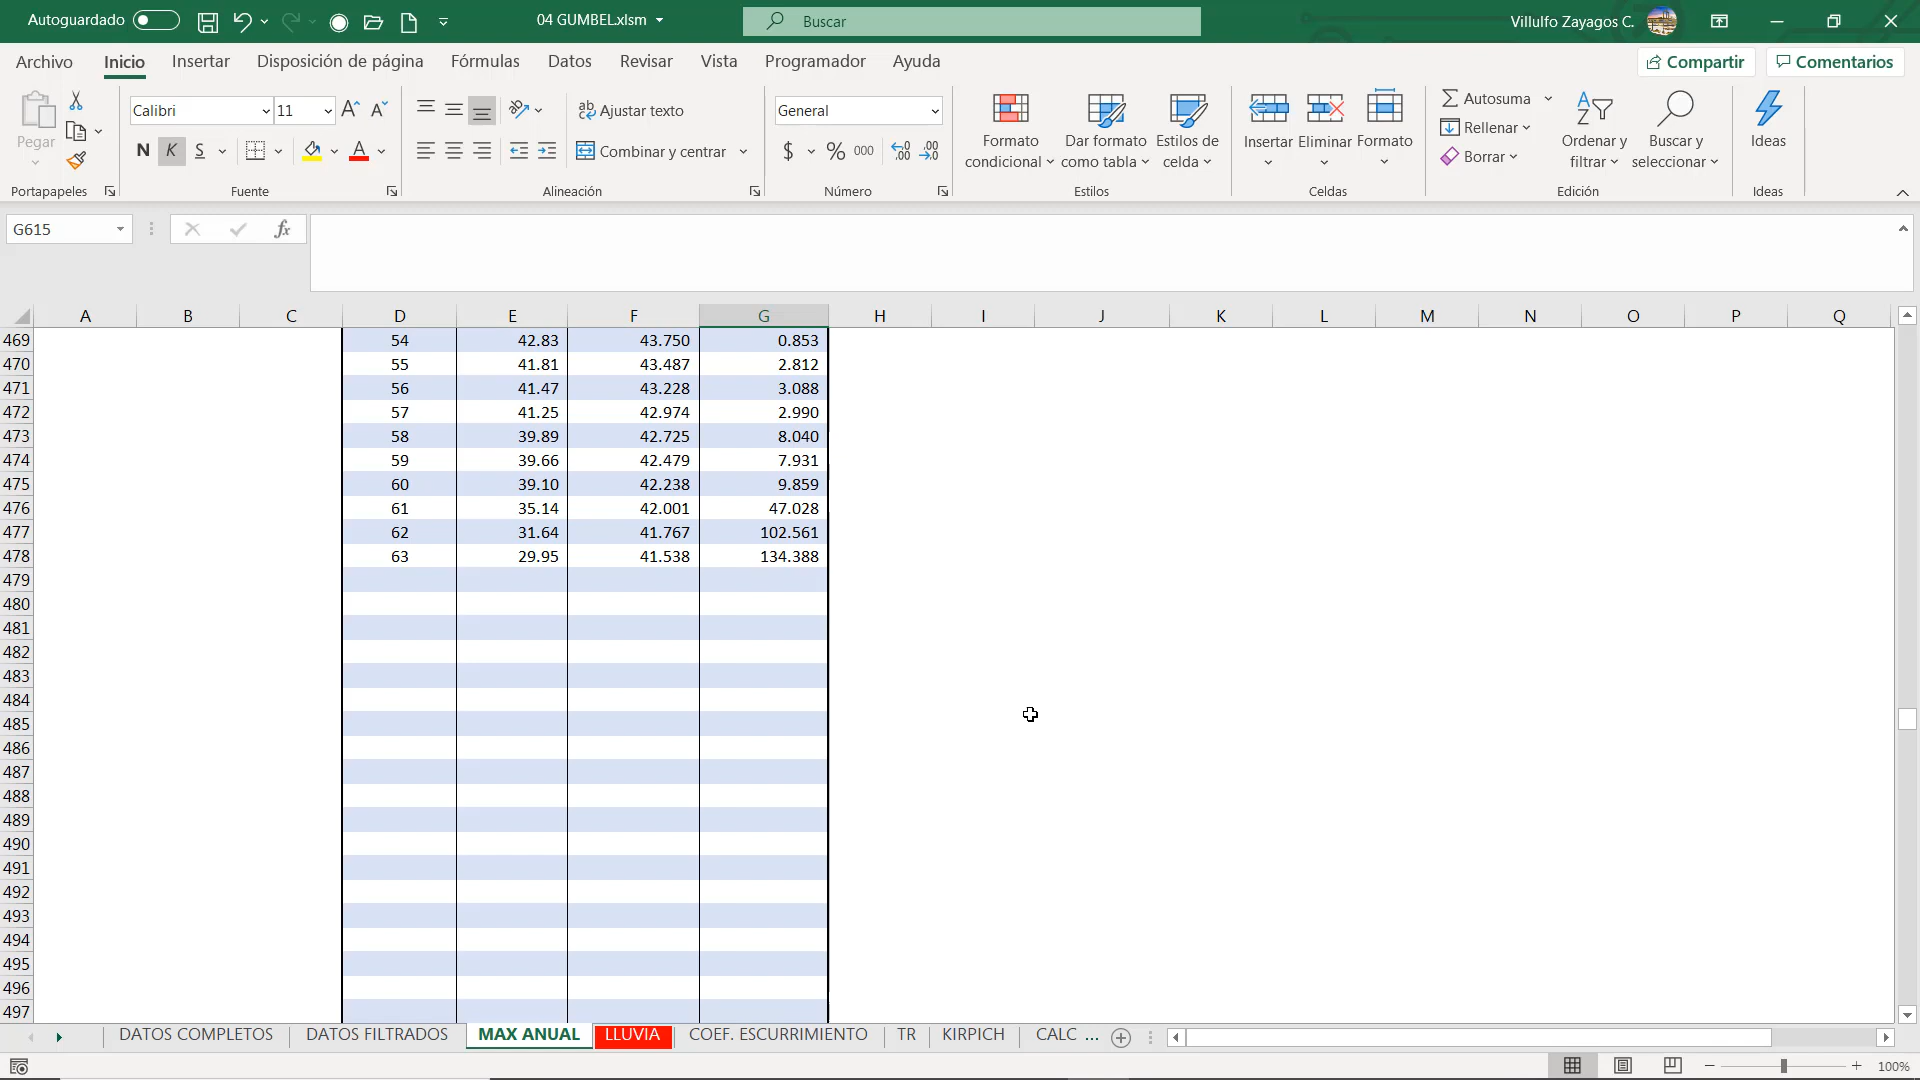 Autoguardado 04 GUMBEL.xlsm Buscar Villulfo Zayagos C.
Archivo Inicio Insertar Disposición de página Fórmulas Datos Revisar Vista Programador Ayuda Compartir Comentarios
Pegar Calibri 11 Ajustar texto General Formato condicional Dar formato como tabla Estilos de celda Insertar Eliminar Formato Autosuma Rellenar Borrar Ordenar y filtrar Buscar y seleccionar Ideas
N K S Combinar y centrar $ % 000
Portapapeles Fuente Alineación Número Estilos Celdas Edición Ideas
G615 fx
A B C D E F G H I J K L M N O P Q
469 54 42.83 43.750 0.853
470 55 41.81 43.487 2.812
471 56 41.47 43.228 3.088
472 57 41.25 42.974 2.990
473 58 39.89 42.725 8.040
474 59 39.66 42.479 7.931
475 60 39.10 42.238 9.859
476 61 35.14 42.001 47.028
477 62 31.64 41.767 102.561
478 63 29.95 41.538 134.388
479
480
481
482
483
484
485
486
487
488
489
490
491
492
493
494
495
496
497
DATOS COMPLETOS DATOS FILTRADOS MAX ANUAL LLUVIA COEF. ESCURRIMIENTO TR KIRPICH CALC ...
100%